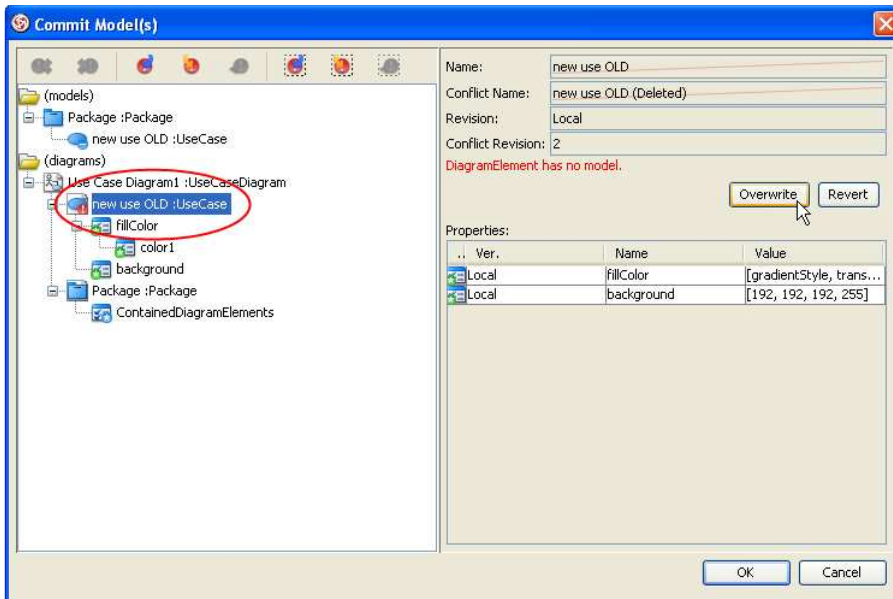 Commit Model(s)
(models)
Package :Package
new use OLD :UseCase
(diagrams)
Use Case Diagram1 :UseCaseDiagram
new use OLD :UseCase
fillColor
color1
background
Package :Package
ContainedDiagramElements
Name: new use OLD
Conflict Name: new use OLD (Deleted)
Revision: Local
Conflict Revision: 2
DiagramElement has no model.
Overwrite Revert
Properties:
.. Ver. Name Value
Local fillColor [gradientStyle, trans...
Local background [192, 192, 192, 255]
OK Cancel